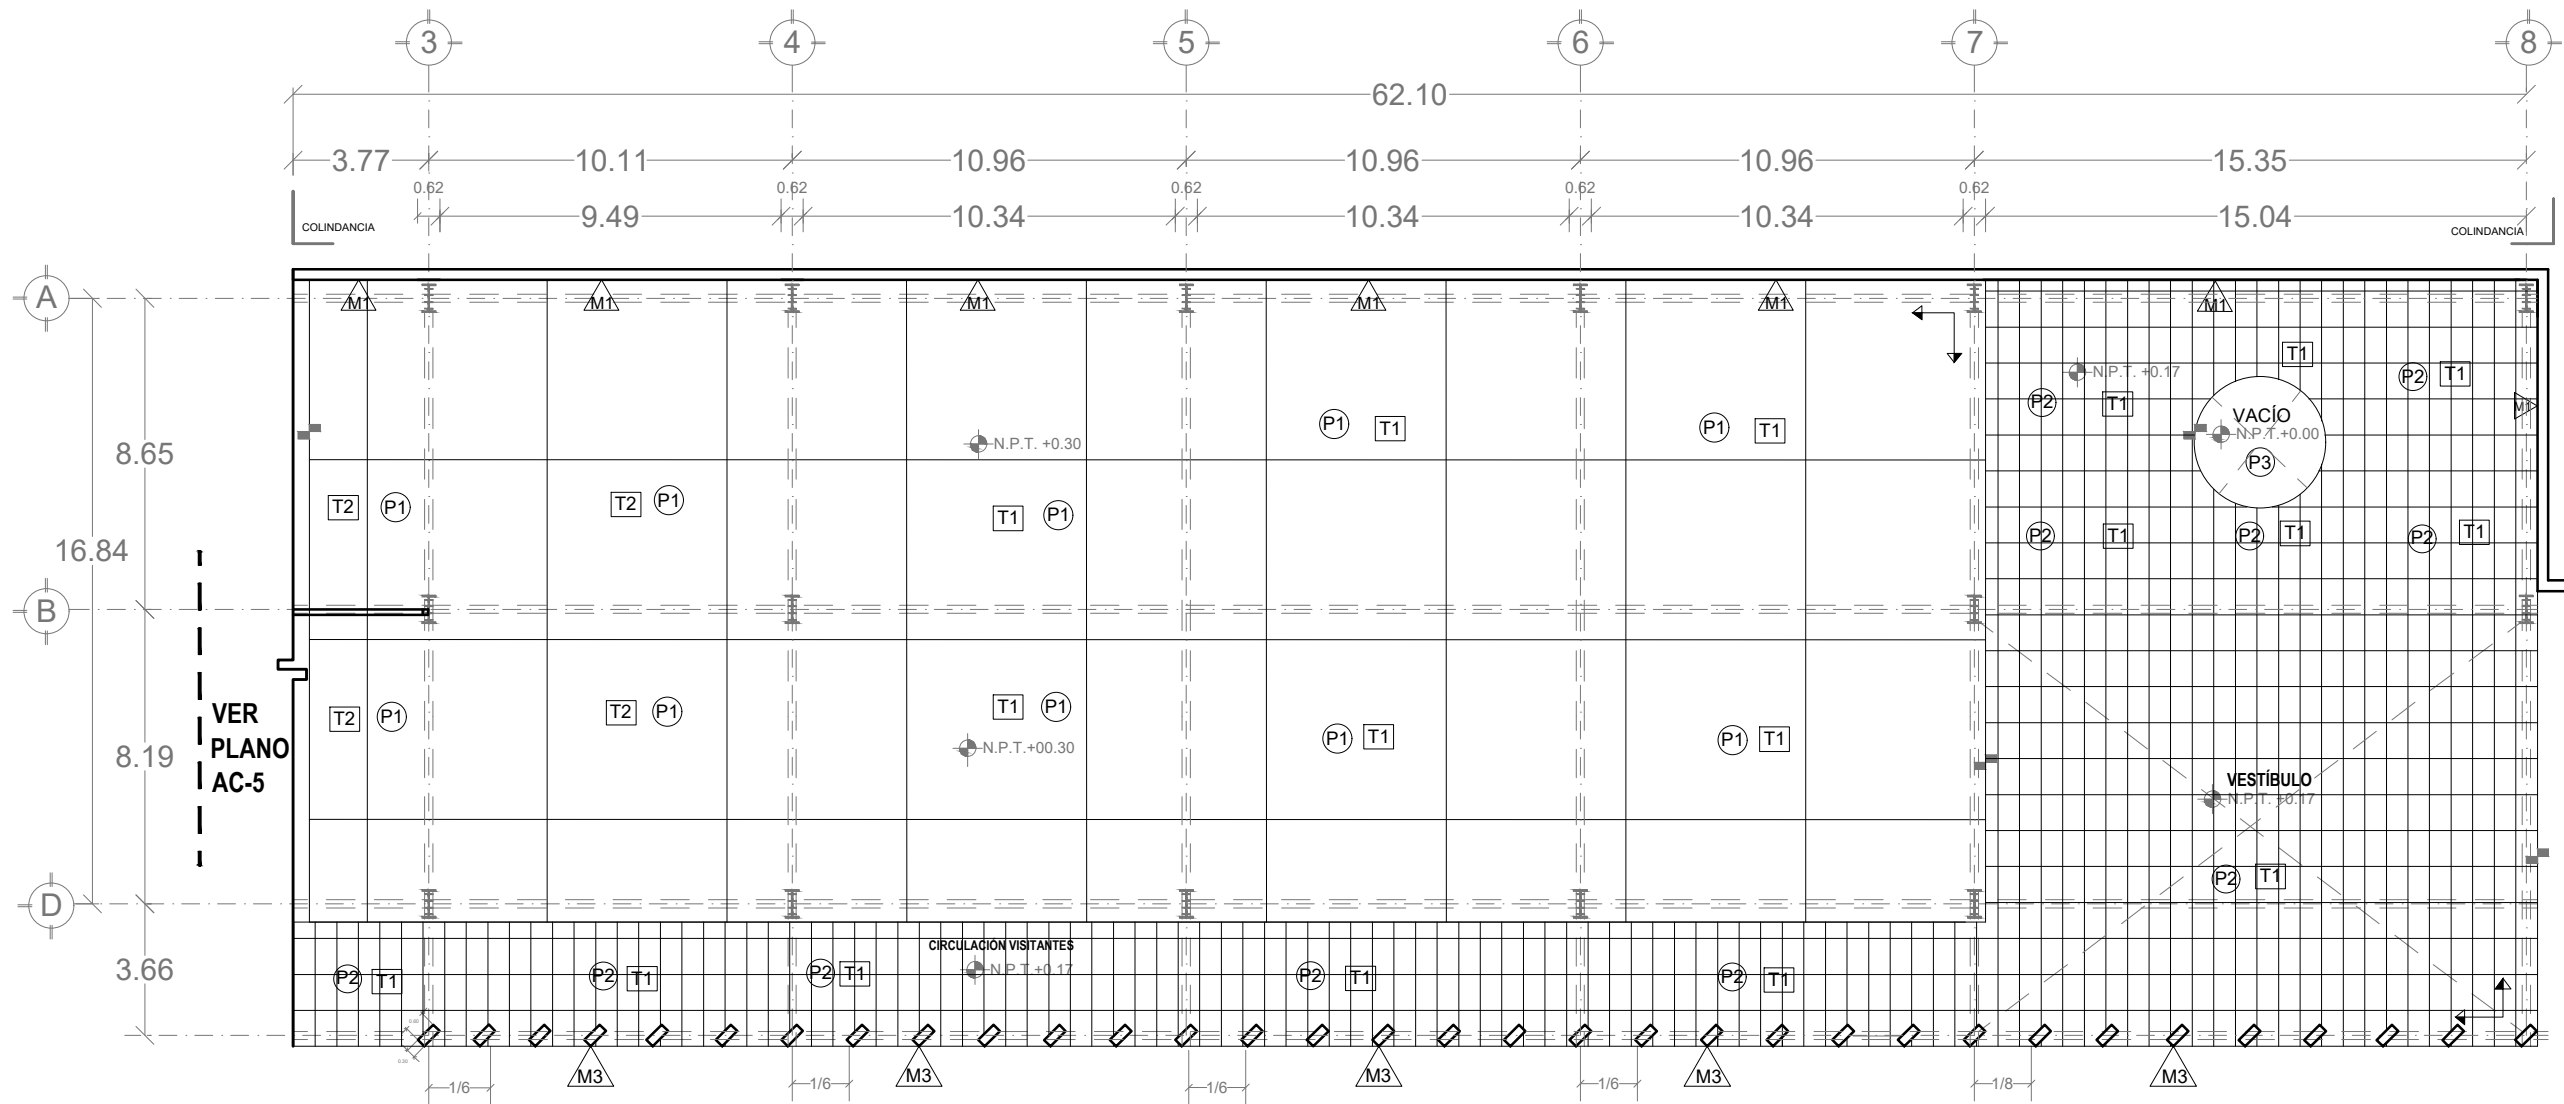 3 4 5 6 7 8
62.10
3.77 10.11 10.96 10.96 10.96 15.35
0.62 0.62 0.62 0.62 0.62
9.49 10.34 10.34 10.34 15.04
COLINDANCIA COLINDANCIA
A
M1 M1 M1 M1 M1 M1
T1
N.P.T. +0.17 P2 T1
P2 T1 M1
VACÍO
P1 T1 P1 T1 N.P.T.+0.00
8.65 N.P.T. +0.30
P3
T2 P1 T2 P1 T1 P1
P2 T1 P2 T1 P2 T1
16.84
B
T2 P1 T2 P1 T1 P1
VER
PLANO
AC-5
N.P.T.+00.30 P1 T1 P1 T1
8.19
VESTÍBULO
N.P.T. +0.17
P2 T1
D
CIRCULACIÓN VISITANTES
3.66 N.P.T. +0.17
P2 T1 P2 T1 P2 T1 P2 T1 P2 T1
0.60
0.30
M3 M3 M3 M3 M3
1/6 1/6 1/6 1/6 1/8